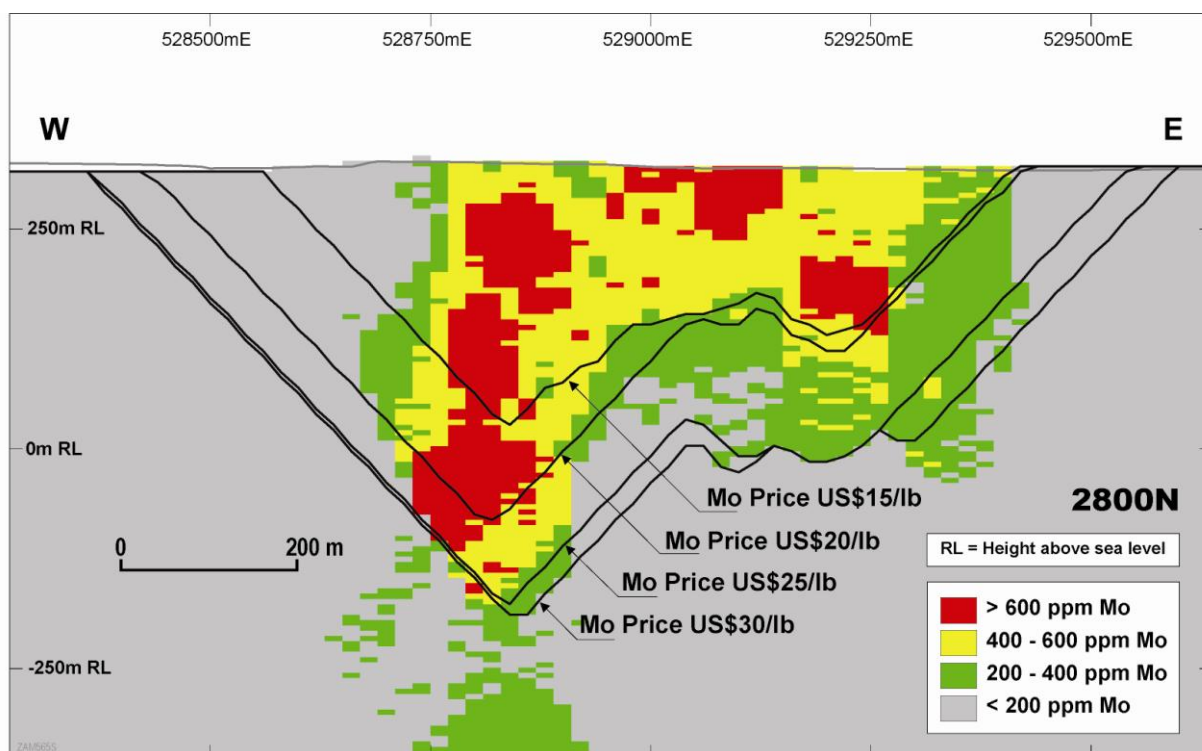 528500mE 528750mE 529000mE 529250mE 529500mE
W E
250m RL
0m RL
Mo Price US$15/lb
2800N
0 200 m
Mo Price US$20/lb
RL = Height above sea level
Mo Price US$25/lb
> 600 ppm Mo
Mo Price US$30/lb
400 - 600 ppm Mo
-250m RL
200 - 400 ppm Mo
< 200 ppm Mo